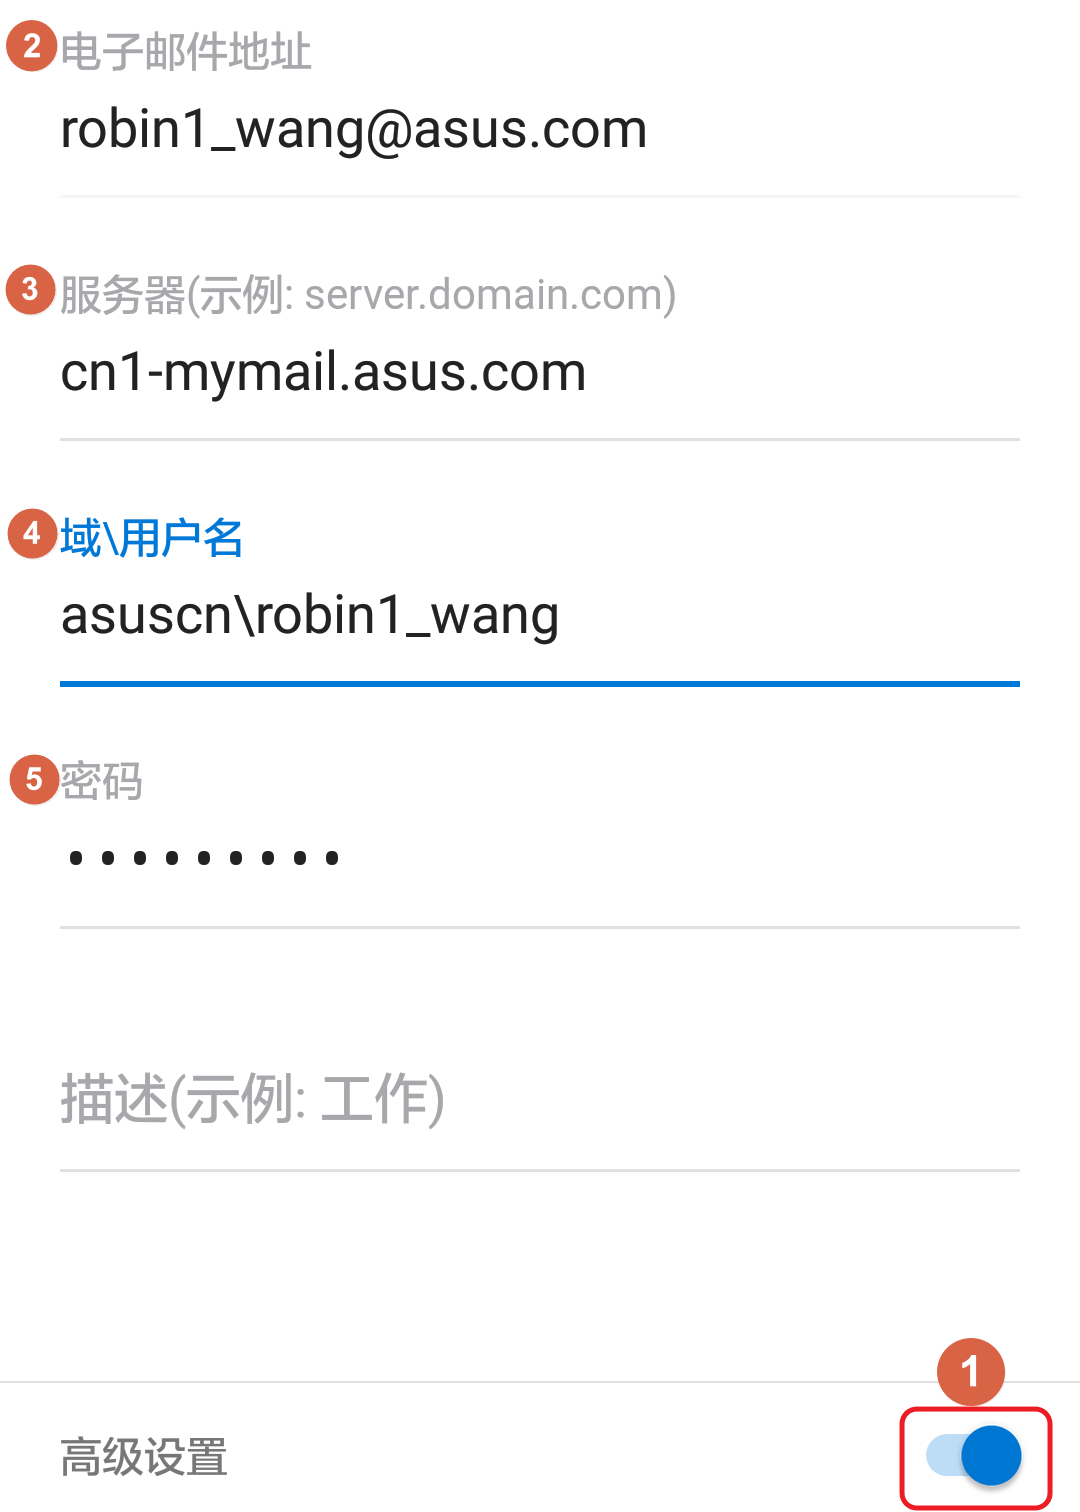 2 电子邮件地址
robin1_wang@asus.com
3 服务器(示例: server.domain.com)
cn1-mymail.asus.com
4 域\用户名
asuscn\robin1_wang
5 密码
•••••••••
描述(示例: 工作)
1
高级设置